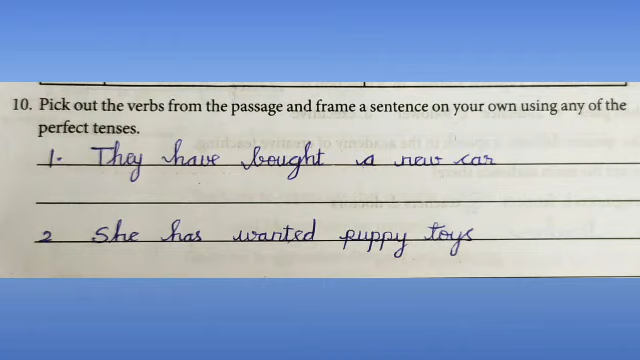 10. Pick out the verbs from the passage and frame a sentence on your own using any of the
perfect tenses.
1. They have bought a new car
2 She has wanted puppy toys